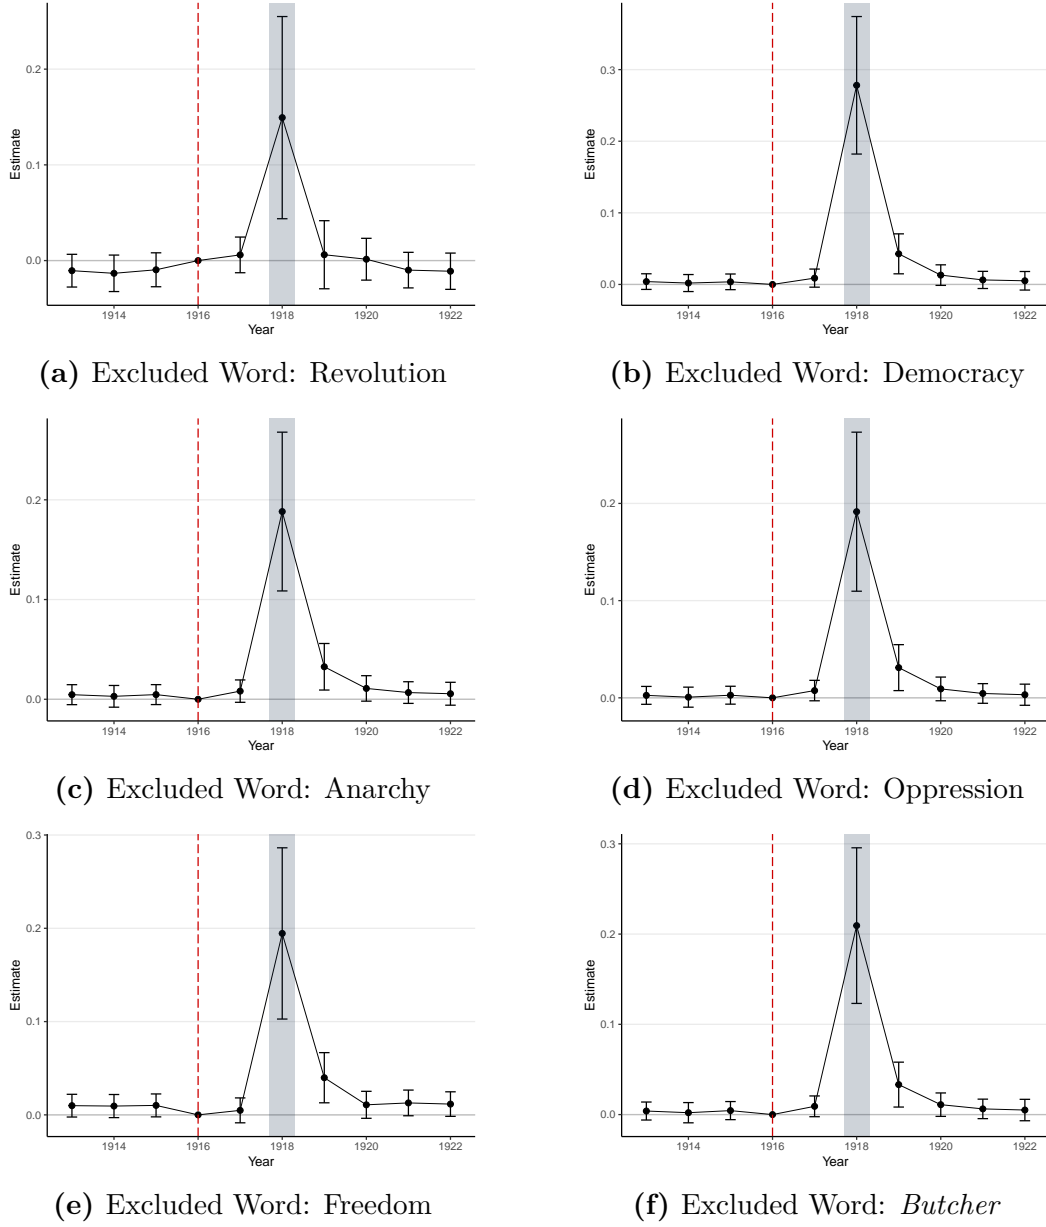 0.2
0.1
0.0
Estimate
1914 1916 1918 1920 1922
Year
(a) Excluded Word: Revolution
0.3
0.1
0.0
Estimate
1914 1916 1918 1920 1922
Year
(b) Excluded Word: Democracy
0.2
0.1
0.0
Estimate
1914 1916 1918 1920 1922
Year
(c) Excluded Word: Anarchy
0.2
0.1
0.0
Estimate
1914 1916 1918 1920 1922
Year
(d) Excluded Word: Oppression
0.3
0.2
0.1
0.0
Estimate
1914 1916 1918 1920 1922
Year
(e) Excluded Word: Freedom
0.3
0.2
0.1
0.0
Estimate
1914 1916 1918 1920 1922
Year
(f) Excluded Word: Butcher